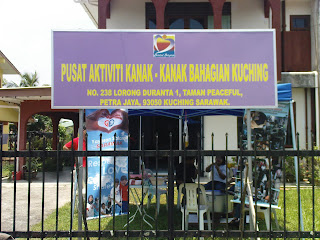 PUSAT AKTIVITI KANAK - KANAK BAHAGIAN KUCHING
NO. 238 LORONG DURANTA 1, TAMAN PEACEFUL,
PETRA JAYA, 93050 KUCHING SARAWAK.